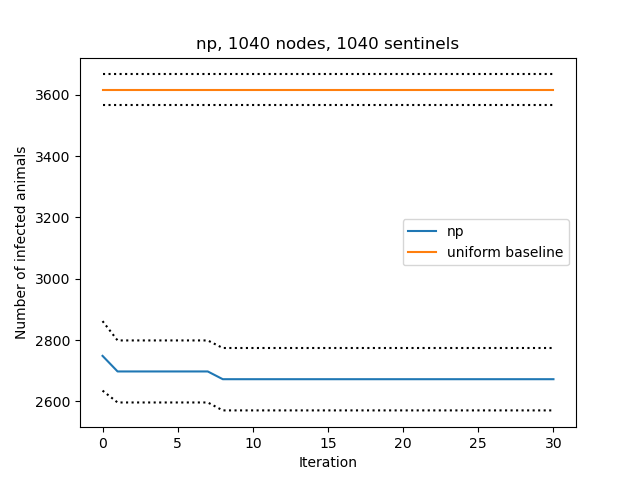 np, 1040 nodes, 1040 sentinels
Number of infected animals
3600
3400
3200
3000
2800
2600
np
uniform baseline
0 5 10 15 20 25 30
Iteration